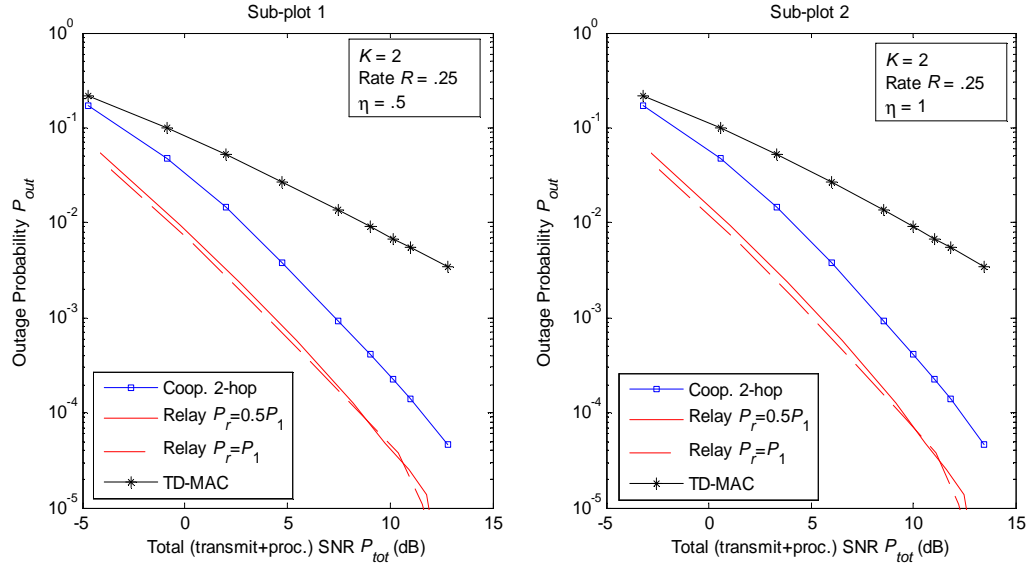 Sub-plot 1
10^0
10^-1
10^-2
10^-3
10^-4
10^-5
Outage Probability P_out
K = 2
Rate R = .25
η = .5
Coop. 2-hop
Relay P_r=0.5P_1
Relay P_r=P_1
TD-MAC
-5 0 5 10 15
Total (transmit+proc.) SNR P_tot (dB)
Sub-plot 2
10^0
10^-1
10^-2
10^-3
10^-4
10^-5
Outage Probability P_out
K = 2
Rate R = .25
η = 1
Coop. 2-hop
Relay P_r=0.5P_1
Relay P_r=P_1
TD-MAC
-5 0 5 10 15
Total (transmit+proc.) SNR P_tot (dB)